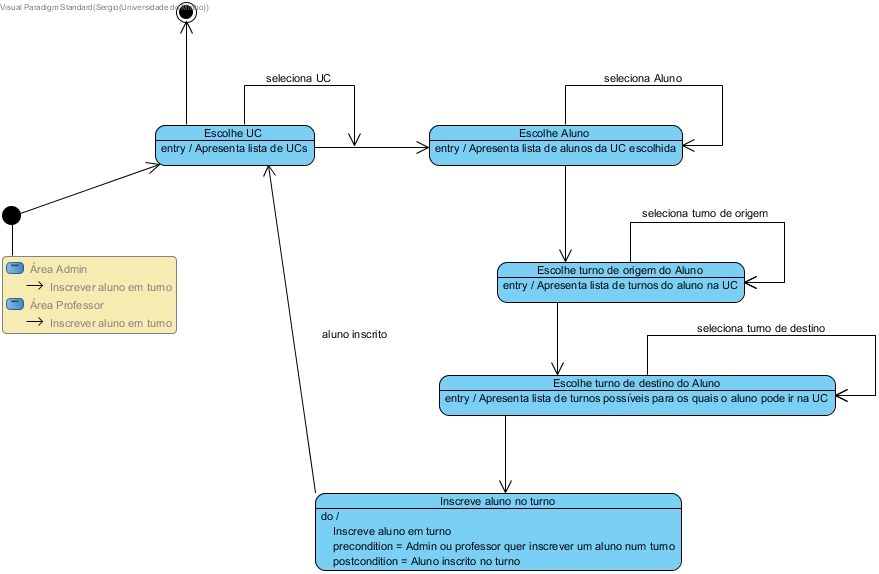 Visual Paradigm Standard(Sergio(Universidade do Minho))
seleciona UC
seleciona Aluno
Escolhe UC
entry / Apresenta lista de UCs
Escolhe Aluno
entry / Apresenta lista de alunos da UC escolhida
seleciona turno de origem
Escolhe turno de origem do Aluno
entry / Apresenta lista de turnos do aluno na UC
Área Admin
Inscrever aluno em turno
Área Professor
Inscrever aluno em turno
aluno inscrito
seleciona turno de destino
Escolhe turno de destino do Aluno
entry / Apresenta lista de turnos possíveis para os quais o aluno pode ir na UC
Inscreve aluno no turno
do /
Inscreve aluno em turno
precondition = Admin ou professor quer inscrever um aluno num turno
postcondition = Aluno inscrito no turno